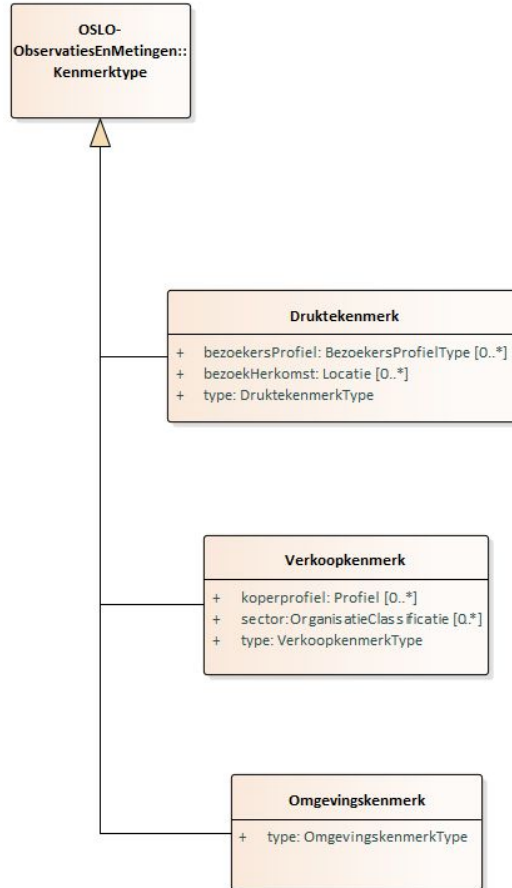 OSLO-
ObservatiesEnMetingen::
Kenmerktype
Druktekenmerk
+ bezoekersProfiel: BezoekersProfielType [0..*]
+ bezoekHerkomst: Locatie [0..*]
+ type: DruktekenmerkType
Verkoopkenmerk
+ koperprofiel: Profiel [0..*]
+ sector:OrganisatieClassificatie [0..*]
+ type: VerkoopkenmerkType
Omgevingskenmerk
+ type: OmgevingskenmerkType